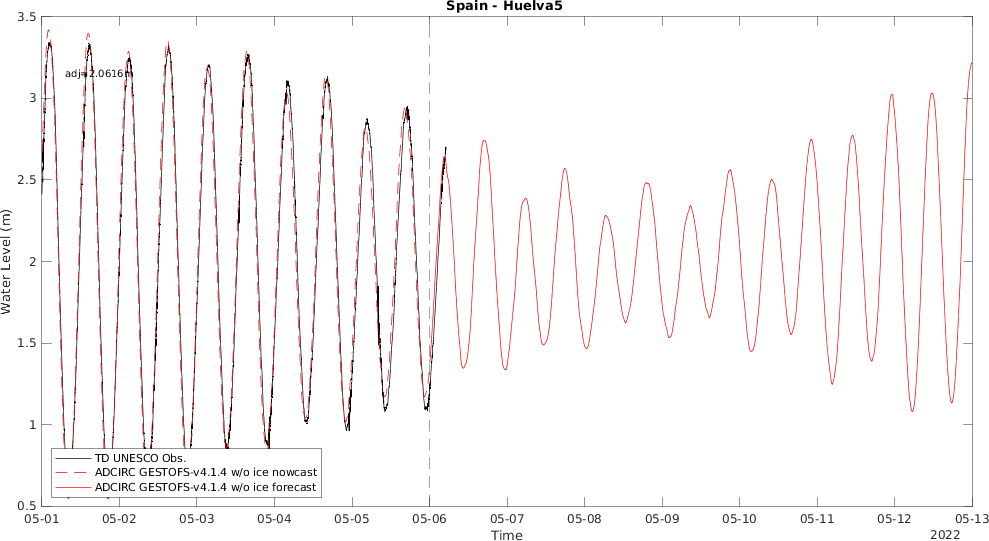 Spain - Huelva5
3.5
3
2.5
2
1.5
1
0.5
Water Level (m)
adj=2.0616m
TD UNESCO Obs.
ADCIRC GESTOFS-v4.1.4 w/o ice nowcast
ADCIRC GESTOFS-v4.1.4 w/o ice forecast
05-01 05-02 05-03 05-04 05-05 05-06 05-07 05-08 05-09 05-10 05-11 05-12 05-13
Time
2022